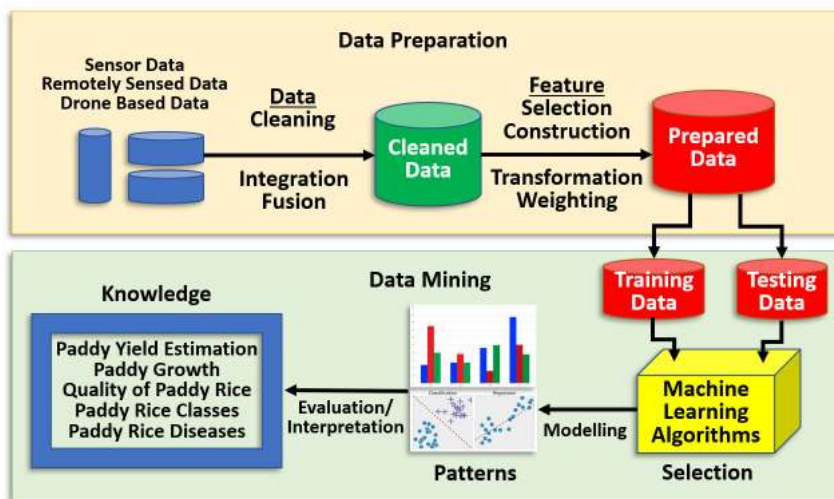 Data Preparation
Sensor Data
Remotely Sensed Data
Drone Based Data
Data
Cleaning
Integration
Fusion
Cleaned
Data
Feature
Selection
Construction
Transformation
Weighting
Prepared
Data
Training
Data
Testing
Data
Data Mining
Knowledge
Paddy Yield Estimation
Paddy Growth
Quality of Paddy Rice
Paddy Rice Classes
Paddy Rice Diseases
Evaluation/
Interpretation
Classification
Regression
Patterns
Modelling
Machine
Learning
Algorithms
Selection